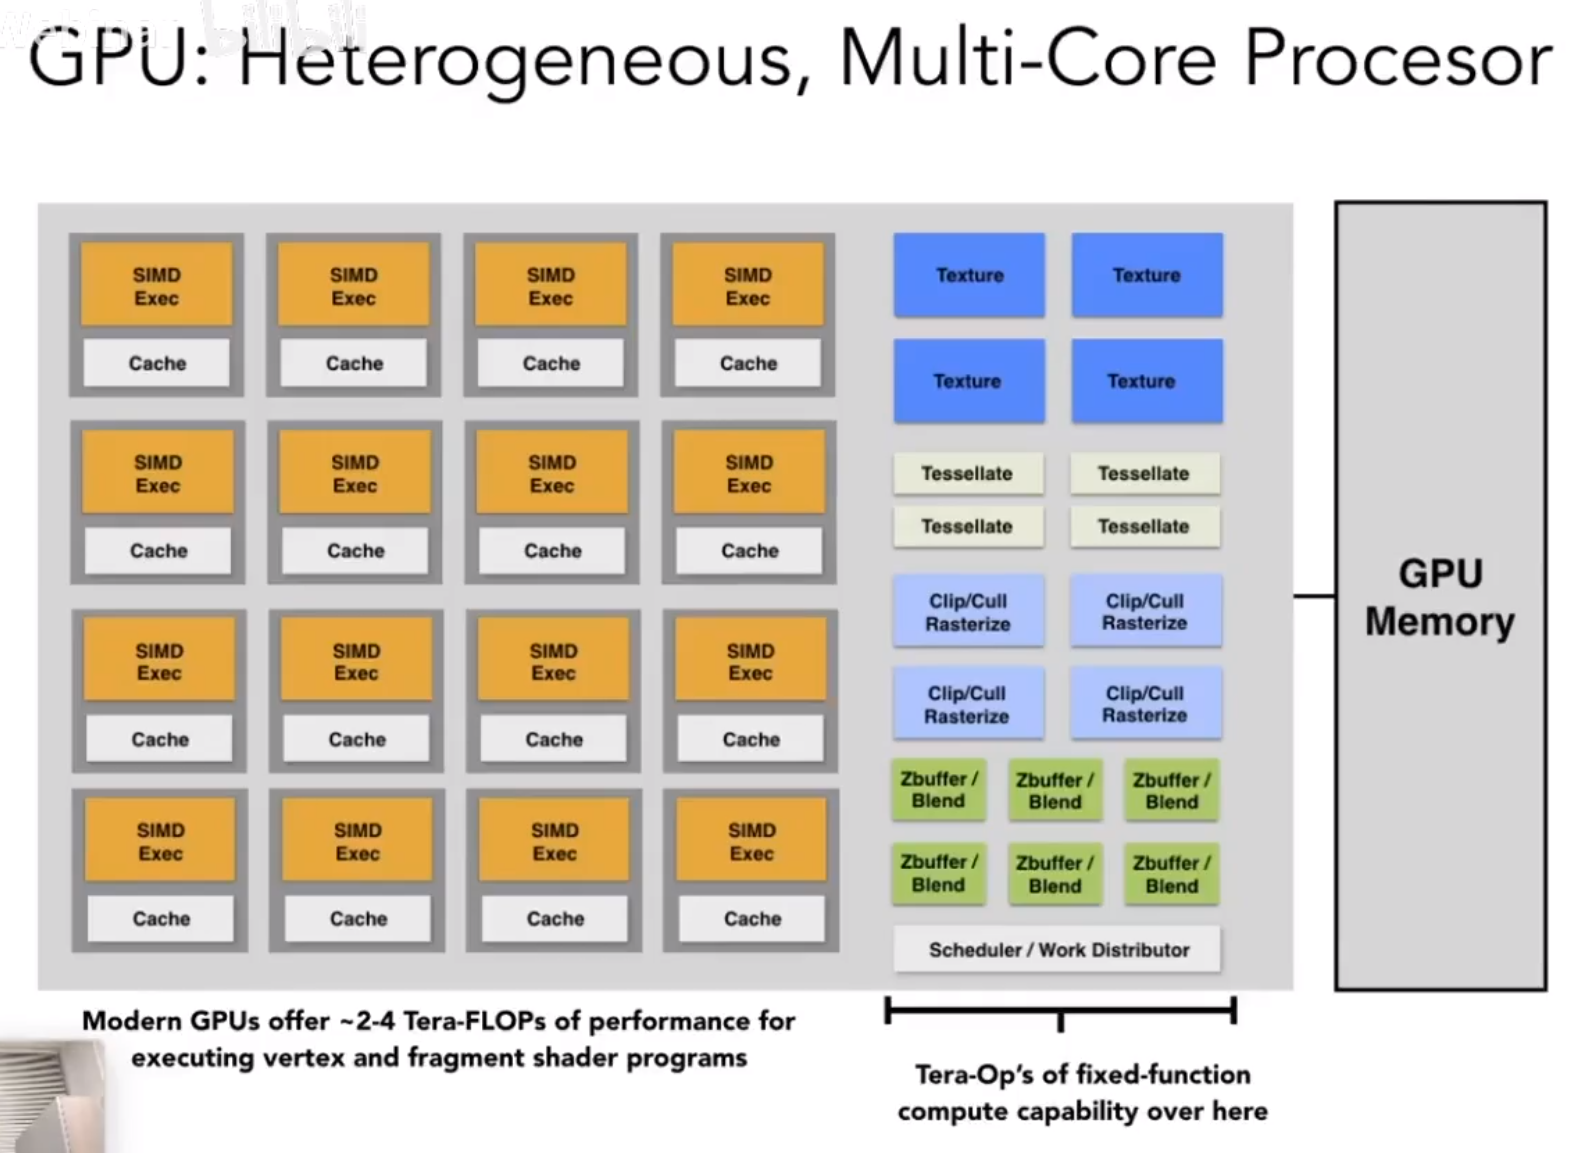 Webinar bilibili
GPU: Heterogeneous, Multi-Core Procesor
SIMD
Exec
Cache
SIMD
Exec
Cache
SIMD
Exec
Cache
SIMD
Exec
Cache
SIMD
Exec
Cache
SIMD
Exec
Cache
SIMD
Exec
Cache
SIMD
Exec
Cache
SIMD
Exec
Cache
SIMD
Exec
Cache
SIMD
Exec
Cache
SIMD
Exec
Cache
SIMD
Exec
Cache
SIMD
Exec
Cache
SIMD
Exec
Cache
SIMD
Exec
Cache
Texture
Texture
Texture
Texture
Tessellate
Tessellate
Tessellate
Tessellate
Clip/Cull
Rasterize
Clip/Cull
Rasterize
Clip/Cull
Rasterize
Clip/Cull
Rasterize
Zbuffer /
Blend
Zbuffer /
Blend
Zbuffer /
Blend
Zbuffer /
Blend
Zbuffer /
Blend
Zbuffer /
Blend
Scheduler / Work Distributor
GPU
Memory
Modern GPUs offer ~2-4 Tera-FLOPs of performance for
executing vertex and fragment shader programs
Tera-Op's of fixed-function
compute capability over here